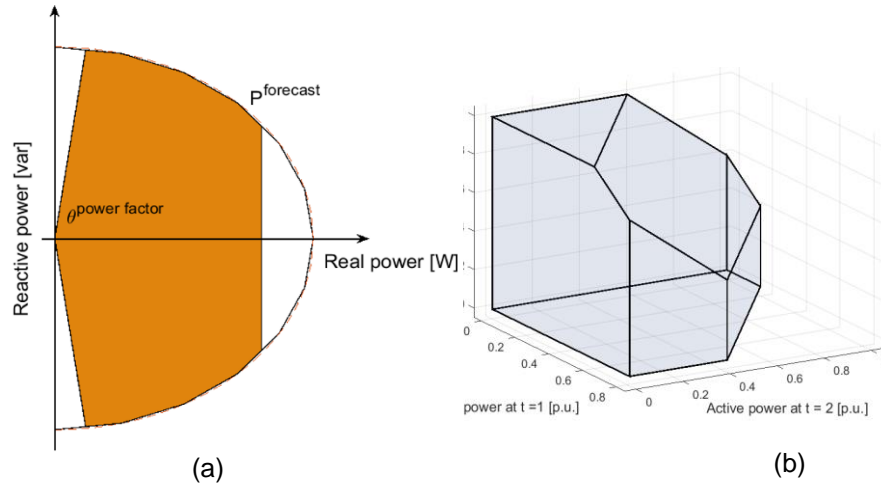 Reactive power [var]
P^forecast
θ^power factor
Real power [W]
(a)
0
0.2
0.4
0.6
0.8
0
0.2
0.4
0.6
0.8
power at t =1 [p.u.]
Active power at t = 2 [p.u.]
(b)